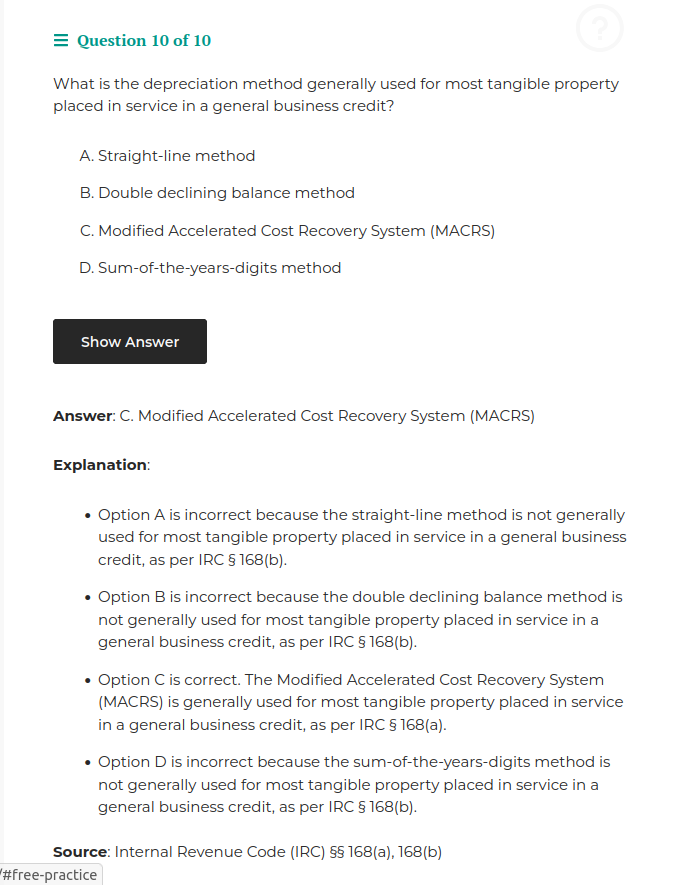 ?
Question 10 of 10
What is the depreciation method generally used for most tangible property
placed in service in a general business credit?
A. Straight-line method
B. Double declining balance method
C. Modified Accelerated Cost Recovery System (MACRS)
D. Sum-of-the-years-digits method
Show Answer
Answer: C. Modified Accelerated Cost Recovery System (MACRS)
Explanation:
• Option A is incorrect because the straight-line method is not generally
used for most tangible property placed in service in a general business
credit, as per IRC § 168(b).
• Option B is incorrect because the double declining balance method is
not generally used for most tangible property placed in service in a
general business credit, as per IRC § 168(b).
• Option C is correct. The Modified Accelerated Cost Recovery System
(MACRS) is generally used for most tangible property placed in service
in a general business credit, as per IRC § 168(a).
• Option D is incorrect because the sum-of-the-years-digits method is
not generally used for most tangible property placed in service in a
general business credit, as per IRC § 168(b).
Source: Internal Revenue Code (IRC) §§ 168(a), 168(b)
/#free-practice